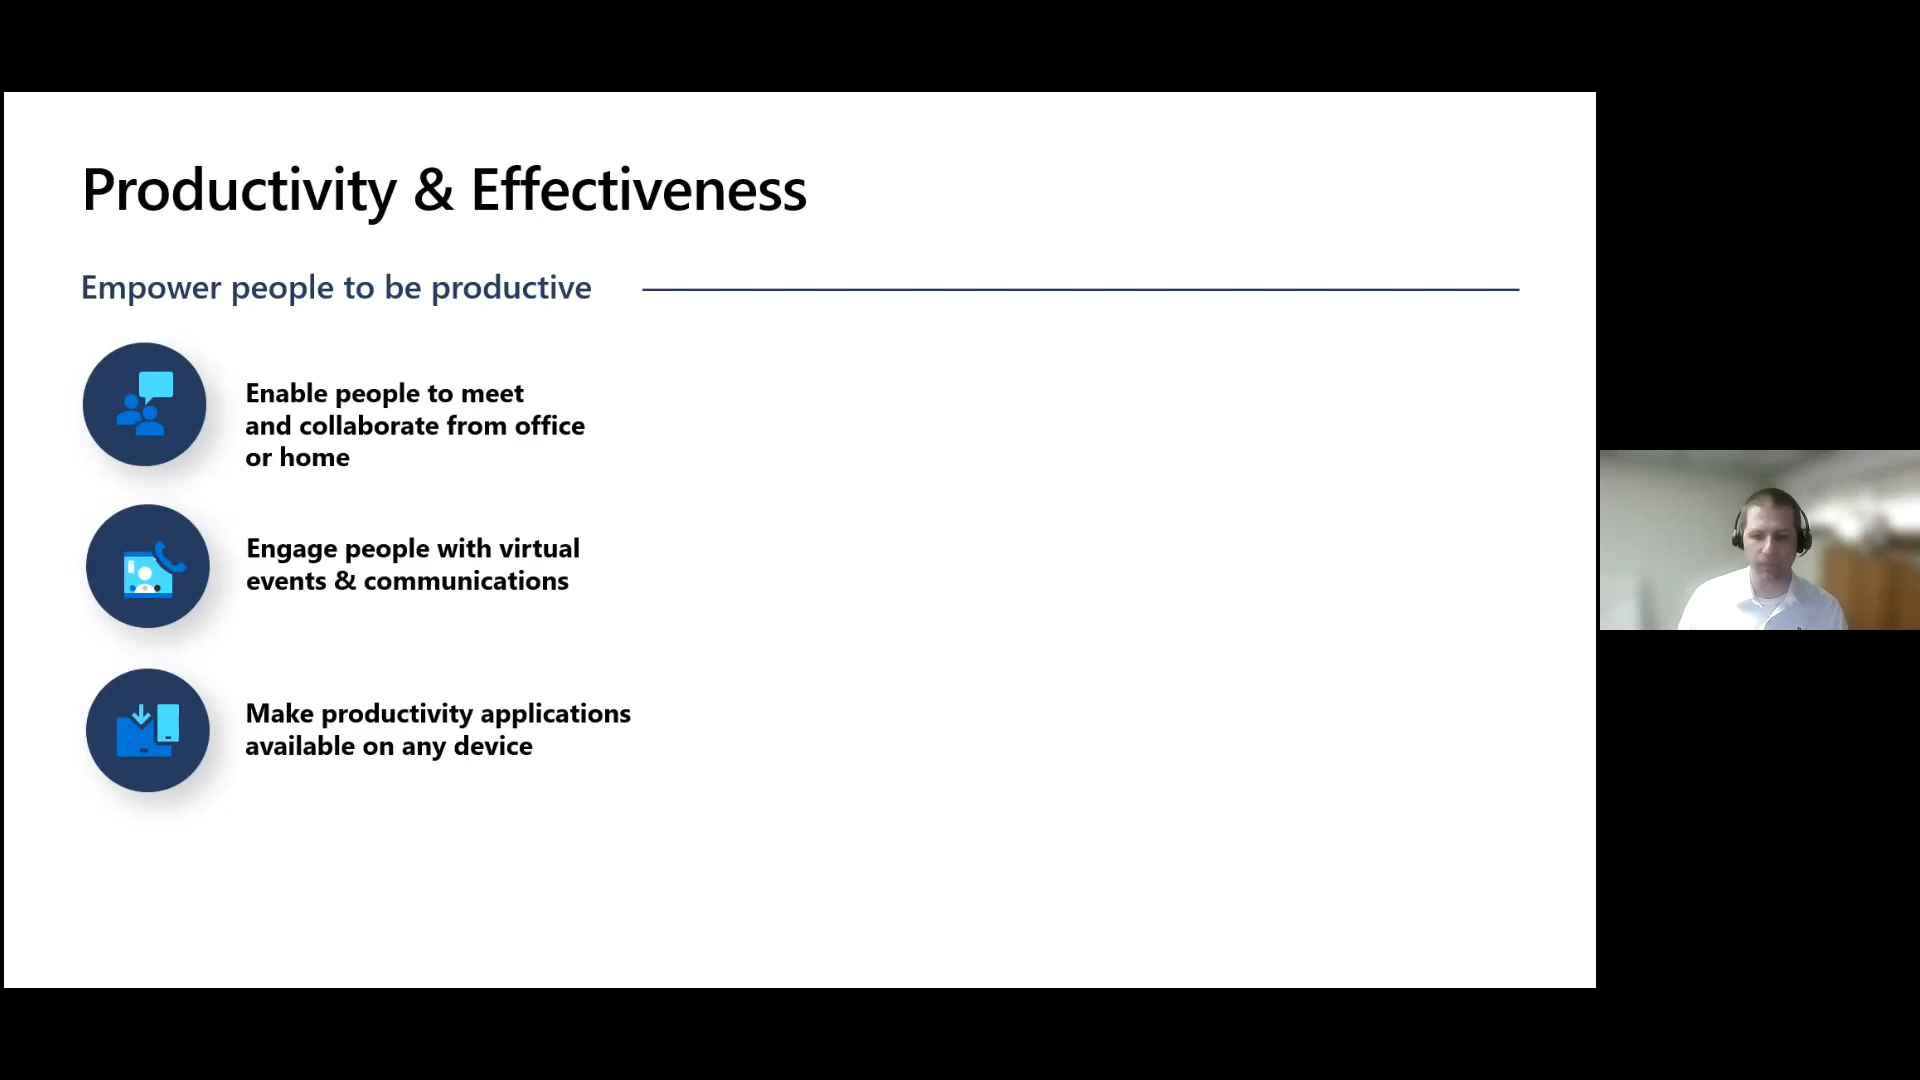 Productivity & Effectiveness
Empower people to be productive
Enable people to meet
and collaborate from office
or home
Engage people with virtual
events & communications
Make productivity applications
available on any device